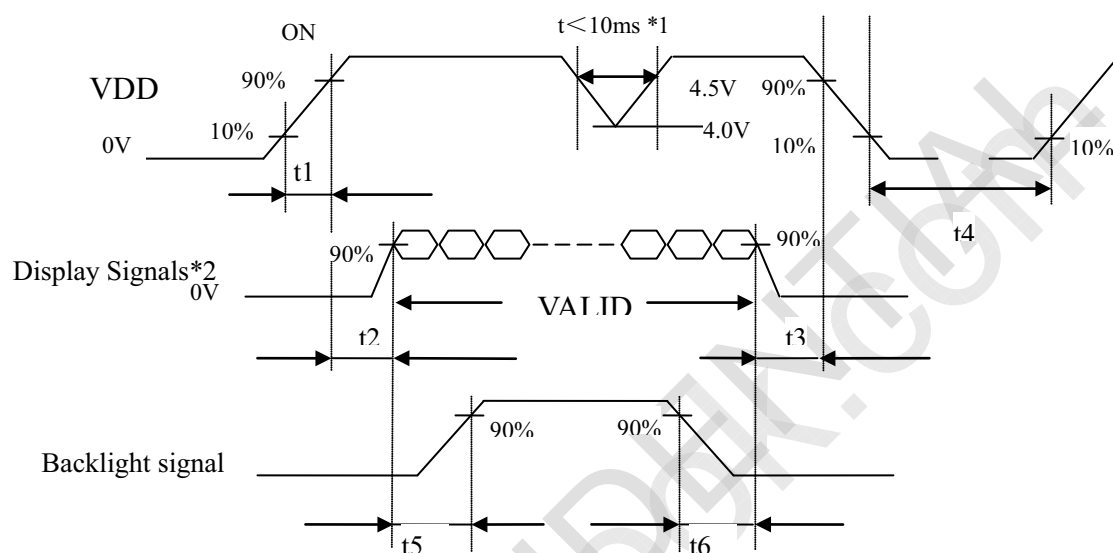 ON
t＜10ms *1
VDD
90%
4.5V
90%
0V
10%
4.0V
10%
10%
t1
t4
Display Signals*2
90%
90%
0V
VALID
t2
t3
90%
90%
Backlight signal
t5
t6